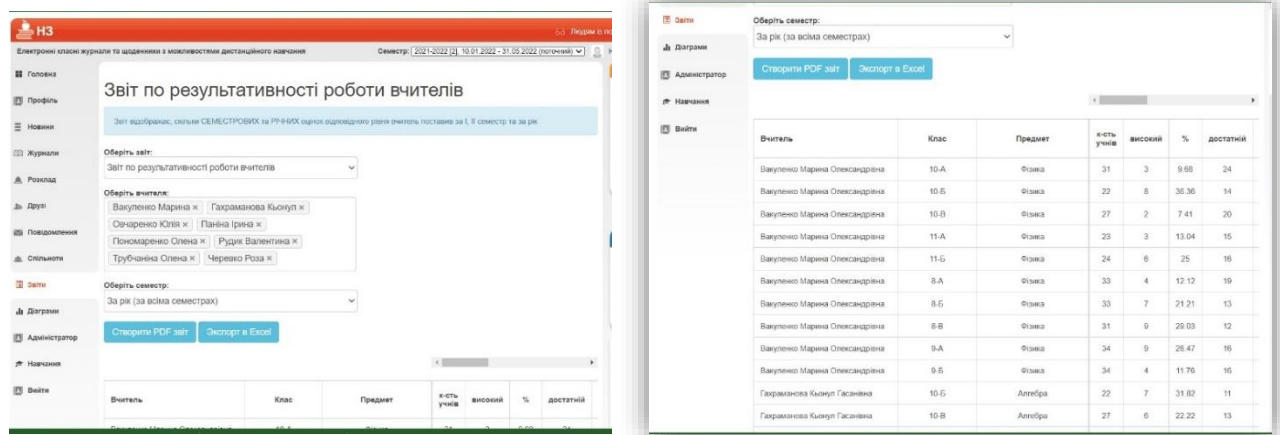 НЗ
Людям із по
Електронні класні журнали та щоденники з можливостями дистанційного навчання
Семестр: 2021-2022 [2], 10.01.2022 - 31.05.2022 (поточний)
Головна
Профіль
Новини
Журнали
Розклад
Друзі
Повідомлення
Спільноти
Звіти
Діаграми
Адміністратор
Навчання
Вийти
Звіт по результативності роботи вчителів
Звіт відображає, скільки СЕМЕСТРОВИХ та РІЧНИХ оцінок відповідного рівня вчитель поставив за І, ІІ семестр та за рік
Оберіть звіт:
Звіт по результативності роботи вчителів
Оберіть вчителя:
Вакуленко Марина × Гахраманова Кьонул ×
Овчаренко Юлія × Паніна Ірина ×
Пономаренко Олена × Рудик Валентина ×
Трубчаніна Олена × Черевко Роза ×
Оберіть семестр:
За рік (за всіма семестрах)
Створити PDF звіт Экспорт в Excel
Вчитель Клас Предмет к-сть учнів високий % достатній
Звіти
Діаграми
Адміністратор
Навчання
Вийти
Оберіть семестр:
За рік (за всіма семестрах)
Створити PDF звіт Экспорт в Excel
Вчитель Клас Предмет к-сть учнів високий % достатній
Вакуленко Марина Олександрівна 10-А Фізика 31 3 9.68 24
Вакуленко Марина Олександрівна 10-Б Фізика 22 8 36.36 14
Вакуленко Марина Олександрівна 10-В Фізика 27 2 7.41 20
Вакуленко Марина Олександрівна 11-А Фізика 23 3 13.04 15
Вакуленко Марина Олександрівна 11-Б Фізика 24 6 25 16
Вакуленко Марина Олександрівна 8-А Фізика 33 4 12.12 19
Вакуленко Марина Олександрівна 8-Б Фізика 33 7 21.21 13
Вакуленко Марина Олександрівна 8-В Фізика 31 9 29.03 12
Вакуленко Марина Олександрівна 9-А Фізика 34 9 26.47 16
Вакуленко Марина Олександрівна 9-Б Фізика 34 4 11.76 16
Гахраманова Кьонул Гасанівна 10-Б Алгебра 22 7 31.82 11
Гахраманова Кьонул Гасанівна 10-В Алгебра 27 6 22.22 13